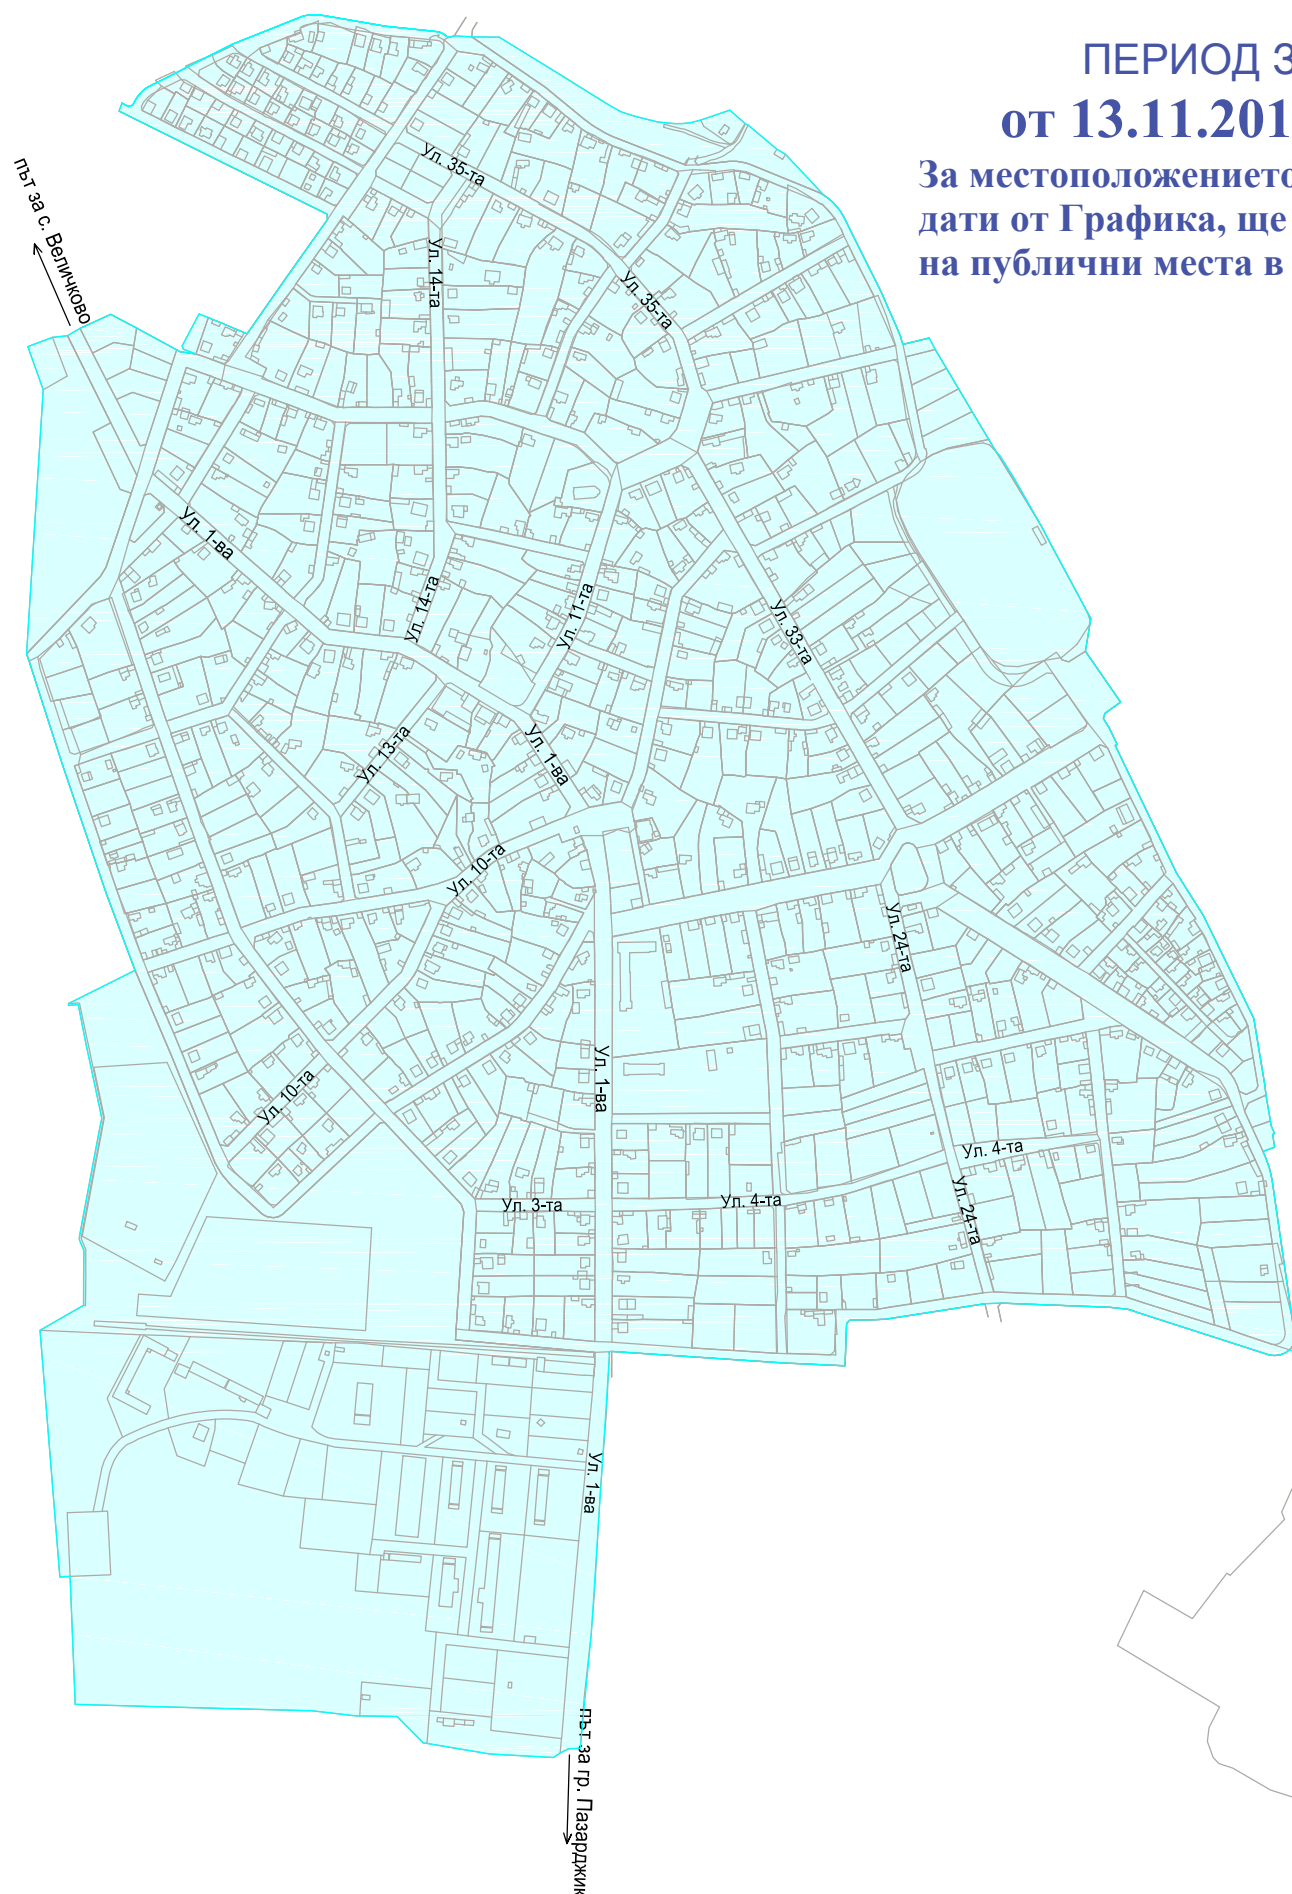 ПЕРИОД З
от 13.11.201
За местоположението
дати от Графика, ще
на публични места в
път за с. Величково
Ул. 35-та
Ул. 14-та
Ул. 35-та
Ул. 1-ва
Ул. 14-та
Ул. 11-та
Ул. 33-та
Ул. 13-та
Ул. 1-ва
Ул. 10-та
Ул. 24-та
Ул. 10-та
Ул. 1-ва
Ул. 4-та
Ул. 3-та
Ул. 4-та
Ул. 24-та
Ул. 1-ва
път за гр. Пазарджик